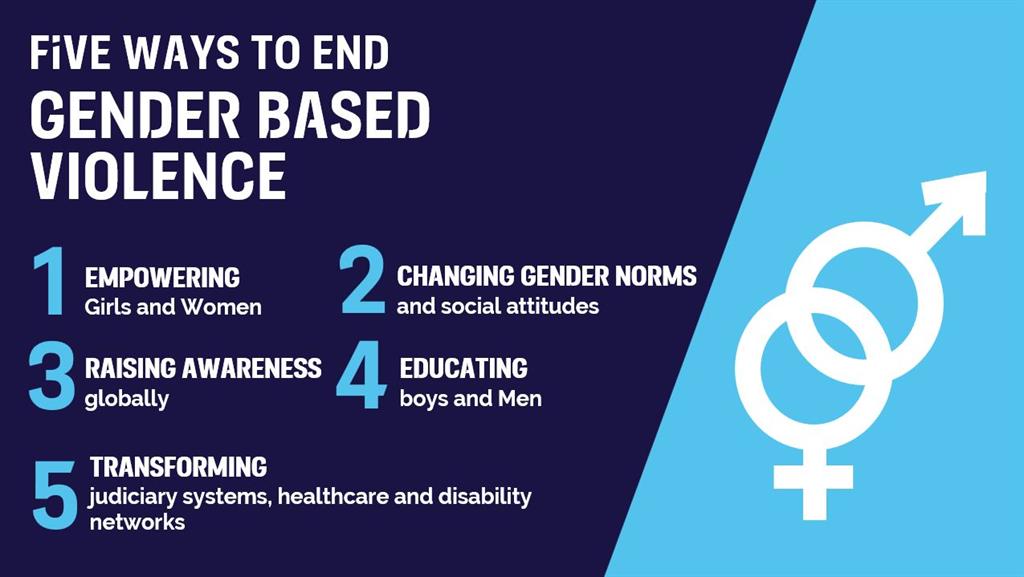 FiVE WAYS TO END
GENDER BASED
VIOLENCE
1 EMPOWERING
Girls and Women
2 CHANGING GENDER NORMS
and social attitudes
3 RAISING AWARENESS
globally
4 EDUCATING
boys and Men
5 TRANSFORMING
judiciary systems, healthcare and disability
networks